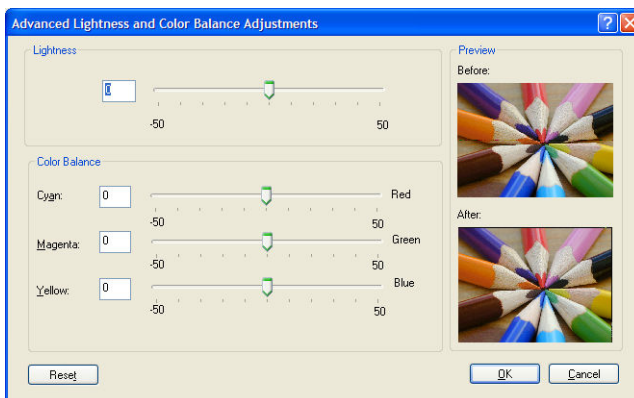 Advanced Lightness and Color Balance Adjustments
Lightness
0
-50 50
Color Balance
Cyan: 0 Red
-50 50
Magenta: 0 Green
-50 50
Yellow: 0 Blue
-50 50
Preview
Before:
After:
Reset
OK Cancel